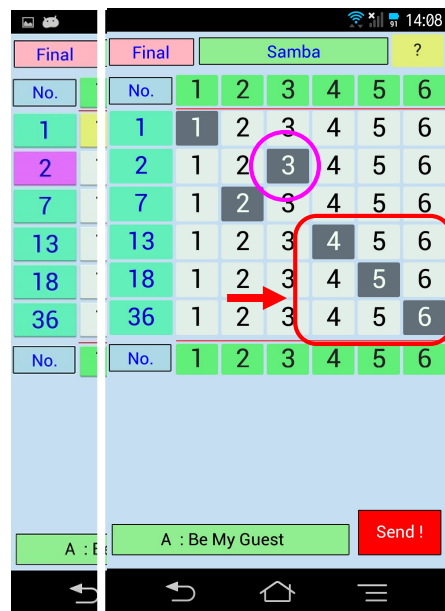 91 14:08
Final
No.
1
2
7
13
18
36
No.
A : B
Final Samba ?
No. 1 2 3 4 5 6
1 1 2 3 4 5 6
2 1 2 3 4 5 6
7 1 2 3 4 5 6
13 1 2 3 4 5 6
18 1 2 3 4 5 6
36 1 2 3 4 5 6
No. 1 2 3 4 5 6
A : Be My Guest Send !